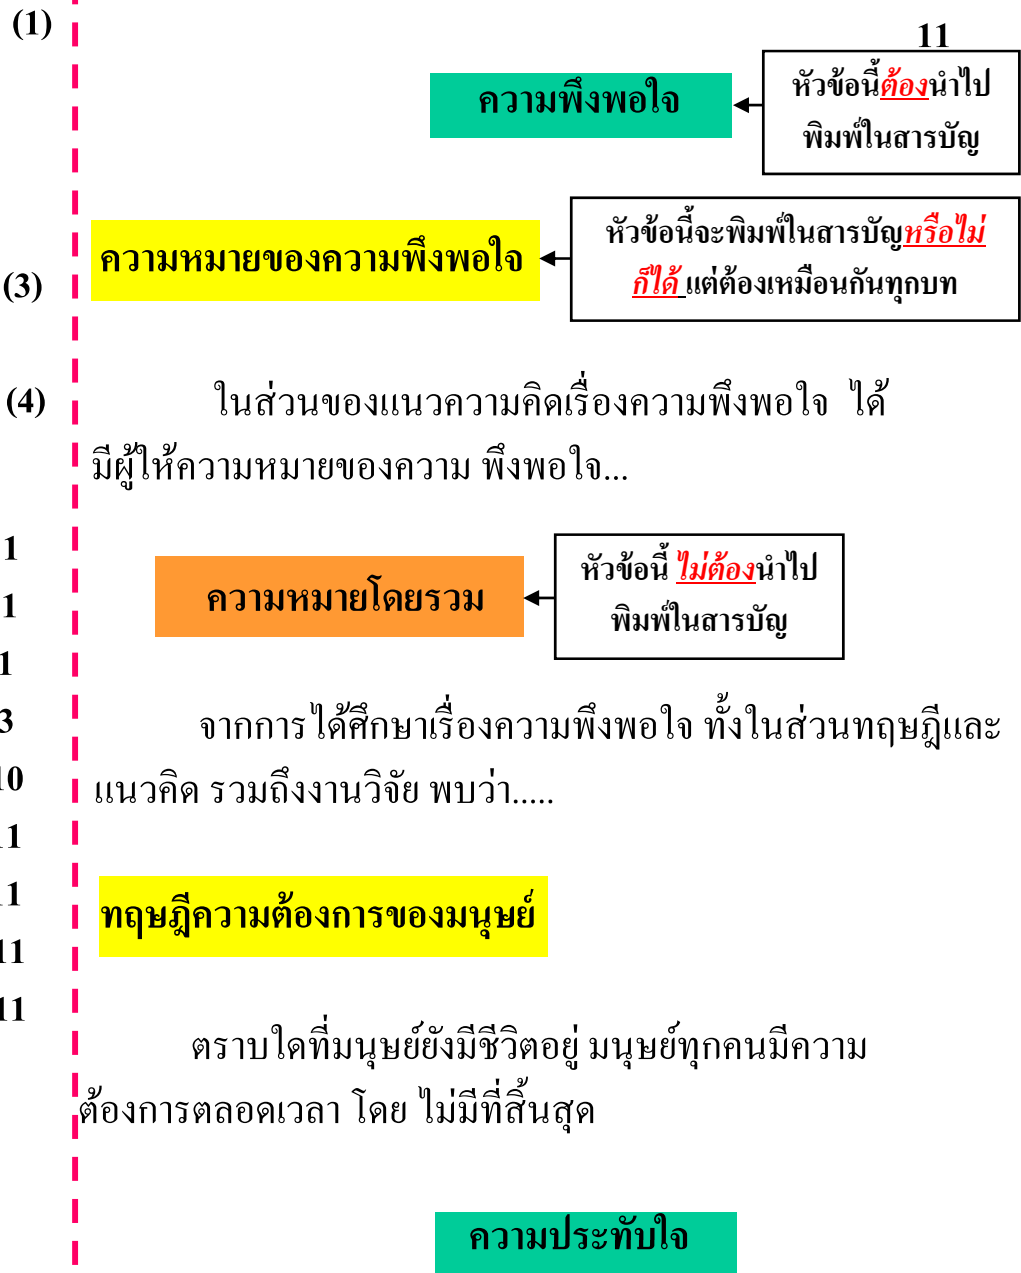 (1)
11
ความพึงพอใจ
หัวข้อนี้ต้องนำไป
พิมพ์ในสารบัญ
ความหมายของความพึงพอใจ
หัวข้อนี้จะพิมพ์ในสารบัญหรือไม่
ก็ได้ แต่ต้องเหมือนกันทุกบท
(3)
(4)
ในส่วนของแนวความคิดเรื่องความพึงพอใจ ได้
มีผู้ให้ความหมายของความ พึงพอใจ...
1
1
1
3
10
11
11
11
11
ความหมายโดยรวม
หัวข้อนี้ ไม่ต้องนำไป
พิมพ์ในสารบัญ
จากการได้ศึกษาเรื่องความพึงพอใจ ทั้งในส่วนทฤษฎีและ
แนวคิด รวมถึงงานวิจัย พบว่า.....
ทฤษฎีความต้องการของมนุษย์
ตราบใดที่มนุษย์ยังมีชีวิตอยู่ มนุษย์ทุกคนมีความ
ต้องการตลอดเวลา โดย ไม่มีที่สิ้นสุด
ความประทับใจ